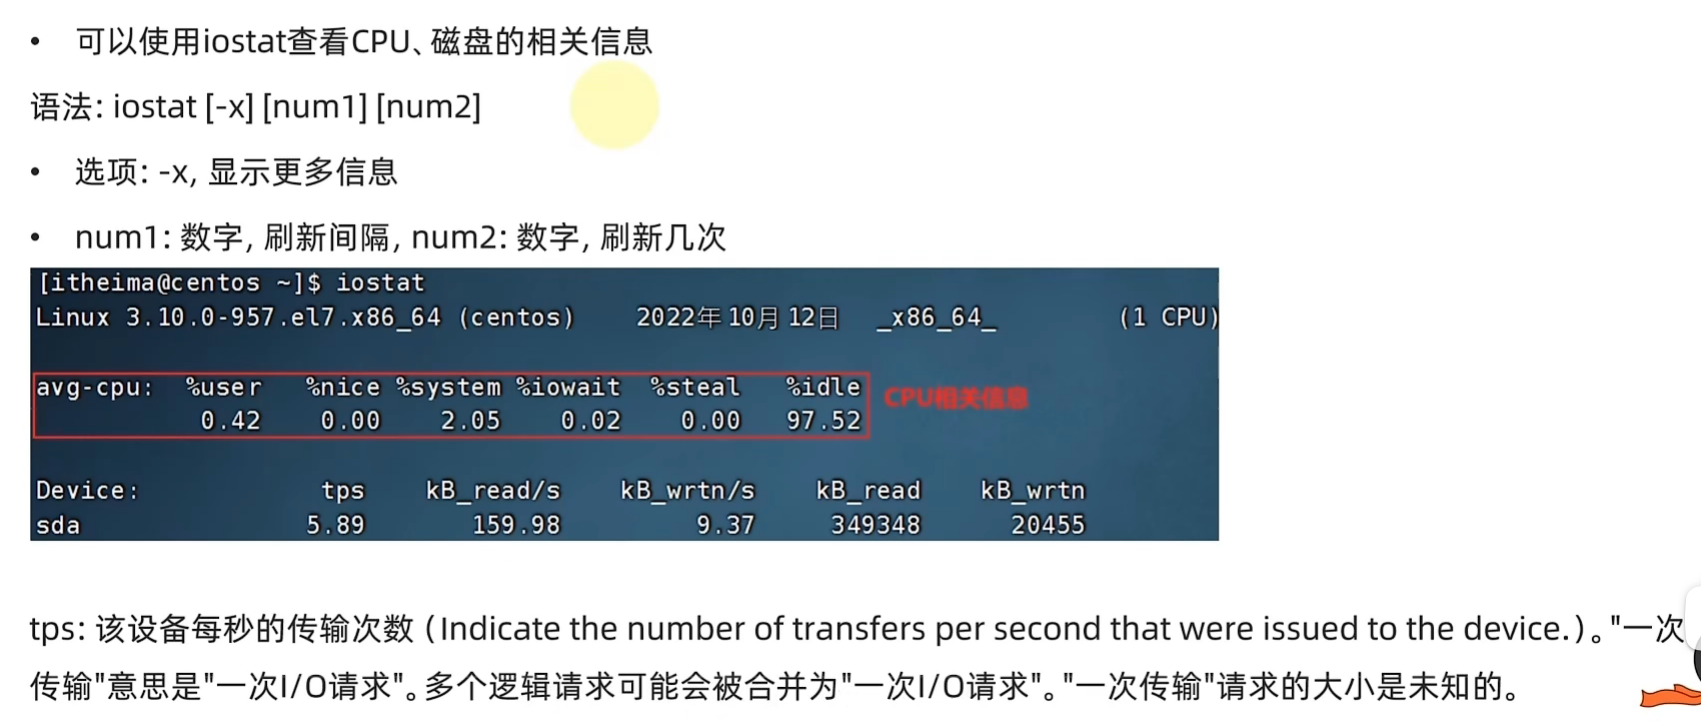 • 可以使用iostat查看CPU、磁盘的相关信息
语法: iostat [-x] [num1] [num2]
• 选项: -x, 显示更多信息
• num1: 数字, 刷新间隔, num2: 数字, 刷新几次
[itheima@centos ~]$ iostat
Linux 3.10.0-957.el7.x86_64 (centos) 2022年10月12日 _x86_64_ (1 CPU)
avg-cpu: %user %nice %system %iowait %steal %idle
CPU相关信息
0.42 0.00 2.05 0.02 0.00 97.52
Device: tps kB_read/s kB_wrtn/s kB_read kB_wrtn
sda 5.89 159.98 9.37 349348 20455
tps: 该设备每秒的传输次数 (Indicate the number of transfers per second that were issued to the device.)。"一次
传输"意思是"一次I/O请求"。多个逻辑请求可能会被合并为"一次I/O请求"。"一次传输"请求的大小是未知的。